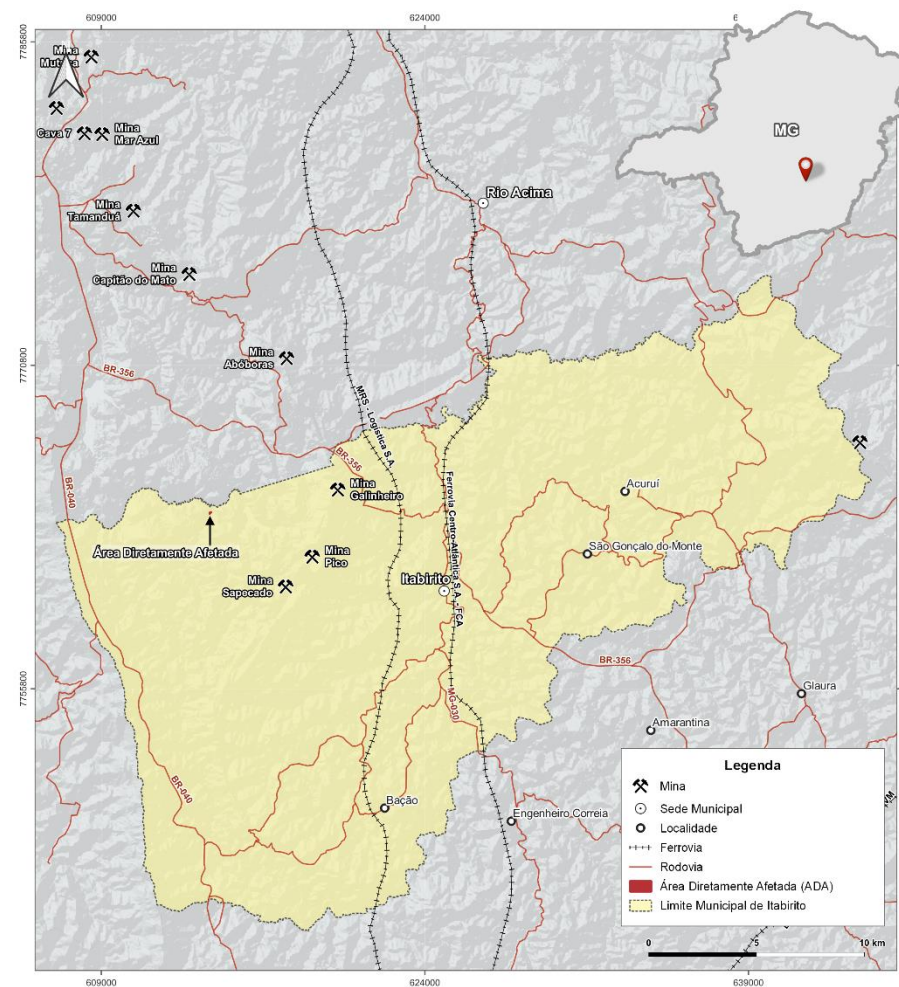 609000
624000
7785800
Mina
Cava 7
Mina
Mar Azul
Mina
Tamanduá
Mina
Capitão do Mato
Mina
Abóboras
Rio Acima
MG
7770800
BR-356
MRS - Logística S.A.
BR-356
BR-040
Ferrovia Centro-Atlântica S.A. - FCA
Mina
Galinheiro
Acuruí
Área Diretamente Afetada
Mina
Pico
São Gonçalo do Monte
Mina
Sapecado
Itabirito
BR-356
7755800
MG-030
Glaura
Amarantina
BR-040
Bação
Engenheiro Correia
Legenda
Mina
Sede Municipal
Localidade
Ferrovia
Rodovia
Área Diretamente Afetada (ADA)
Limite Municipal de Itabirito
0
5
10 km
609000
624000
639000